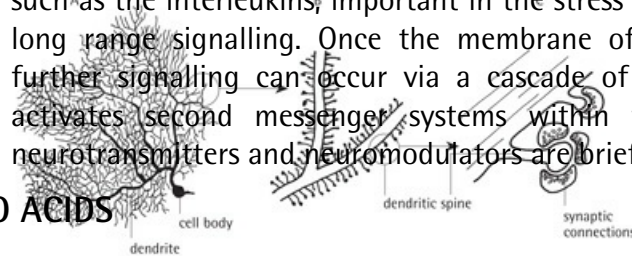 such as the interleukins, important in the stress
long range signalling. Once the membrane of
further signalling can occur via a cascade of
activates second messenger systems within
neurotransmitters and neuromodulators are brief
ACIDS
cell body
dendrite
dendritic spine
synaptic
connections